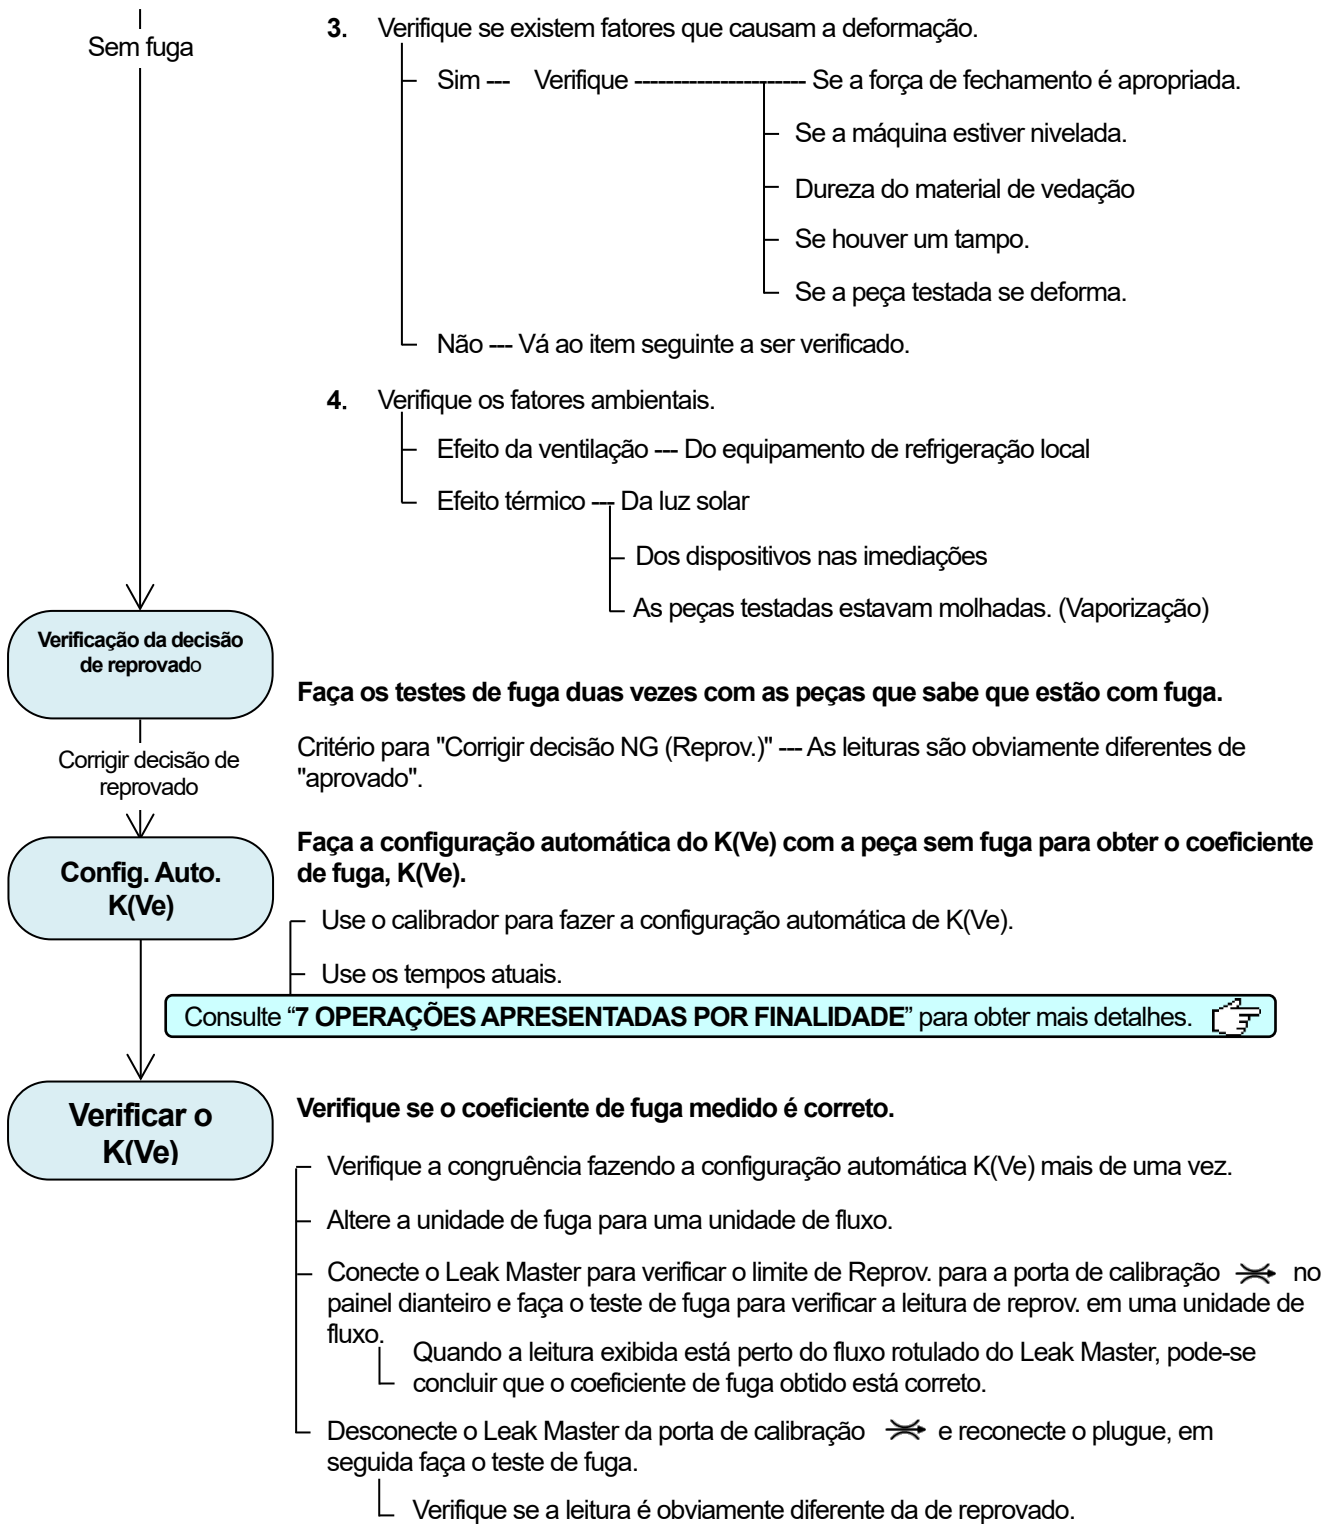 Sem fuga
3. Verifique se existem fatores que causam a deformação.
Sim --- Verifique ---------------------- Se a força de fechamento é apropriada.
Se a máquina estiver nivelada.
Dureza do material de vedação
Se houver um tampo.
Se a peça testada se deforma.
Não --- Vá ao item seguinte a ser verificado.
4. Verifique os fatores ambientais.
Efeito da ventilação --- Do equipamento de refrigeração local
Efeito térmico --- Da luz solar
Dos dispositivos nas imediações
As peças testadas estavam molhadas. (Vaporização)
Verificação da decisão
de reprovado
Faça os testes de fuga duas vezes com as peças que sabe que estão com fuga.
Corrigir decisão de
reprovado
Critério para "Corrigir decisão NG (Reprov.)" --- As leituras são obviamente diferentes de
"aprovado".
Config. Auto.
K(Ve)
Faça a configuração automática do K(Ve) com a peça sem fuga para obter o coeficiente
de fuga, K(Ve).
Use o calibrador para fazer a configuração automática de K(Ve).
Use os tempos atuais.
Consulte “7 OPERAÇÕES APRESENTADAS POR FINALIDADE” para obter mais detalhes.
Verificar o
K(Ve)
Verifique se o coeficiente de fuga medido é correto.
Verifique a congruência fazendo a configuração automática K(Ve) mais de uma vez.
Altere a unidade de fuga para uma unidade de fluxo.
Conecte o Leak Master para verificar o limite de Reprov. para a porta de calibração no
painel dianteiro e faça o teste de fuga para verificar a leitura de reprov. em uma unidade de
fluxo.
Quando a leitura exibida está perto do fluxo rotulado do Leak Master, pode-se
concluir que o coeficiente de fuga obtido está correto.
Desconecte o Leak Master da porta de calibração e reconecte o plugue, em
seguida faça o teste de fuga.
Verifique se a leitura é obviamente diferente da de reprovado.